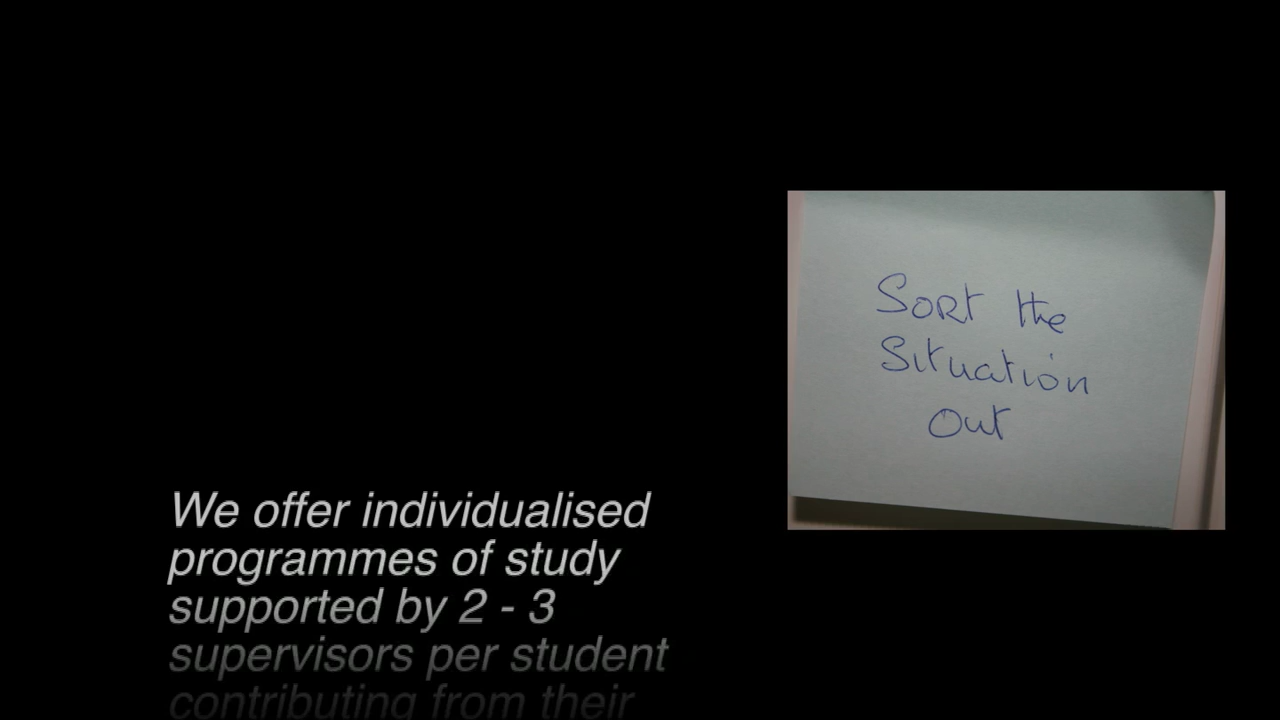 Sort the
Situation
Out
We offer individualised
programmes of study
supported by 2 - 3
supervisors per student
contributing from their